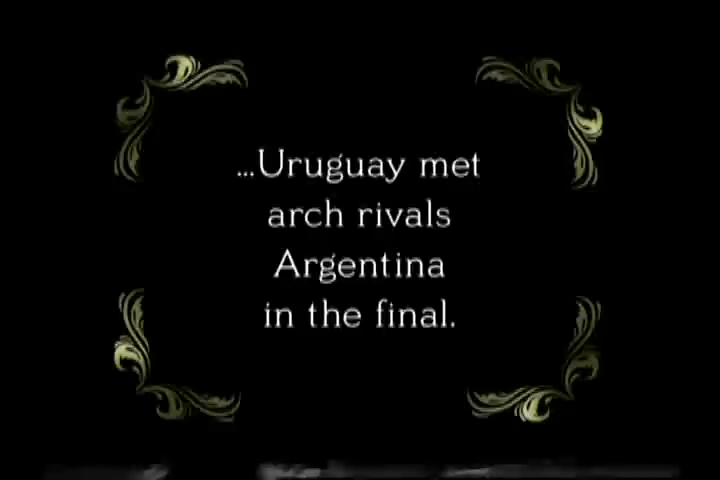 ...Uruguay met
arch rivals
Argentina
in the final.